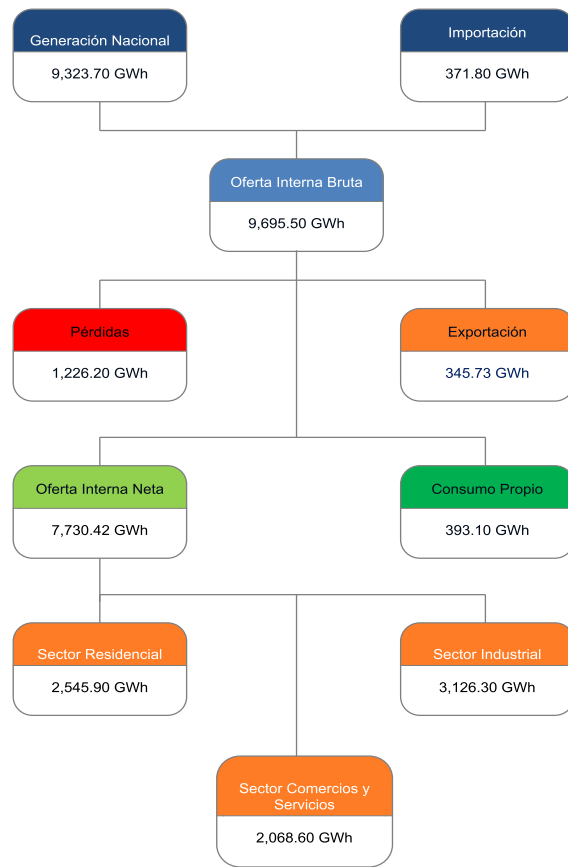 Generación Nacional
9,323.70 GWh
Importación
371.80 GWh
Oferta Interna Bruta
9,695.50 GWh
Pérdidas
1,226.20 GWh
Exportación
345.73 GWh
Oferta Interna Neta
7,730.42 GWh
Consumo Propio
393.10 GWh
Sector Residencial
2,545.90 GWh
Sector Industrial
3,126.30 GWh
Sector Comercios y
Servicios
2,068.60 GWh